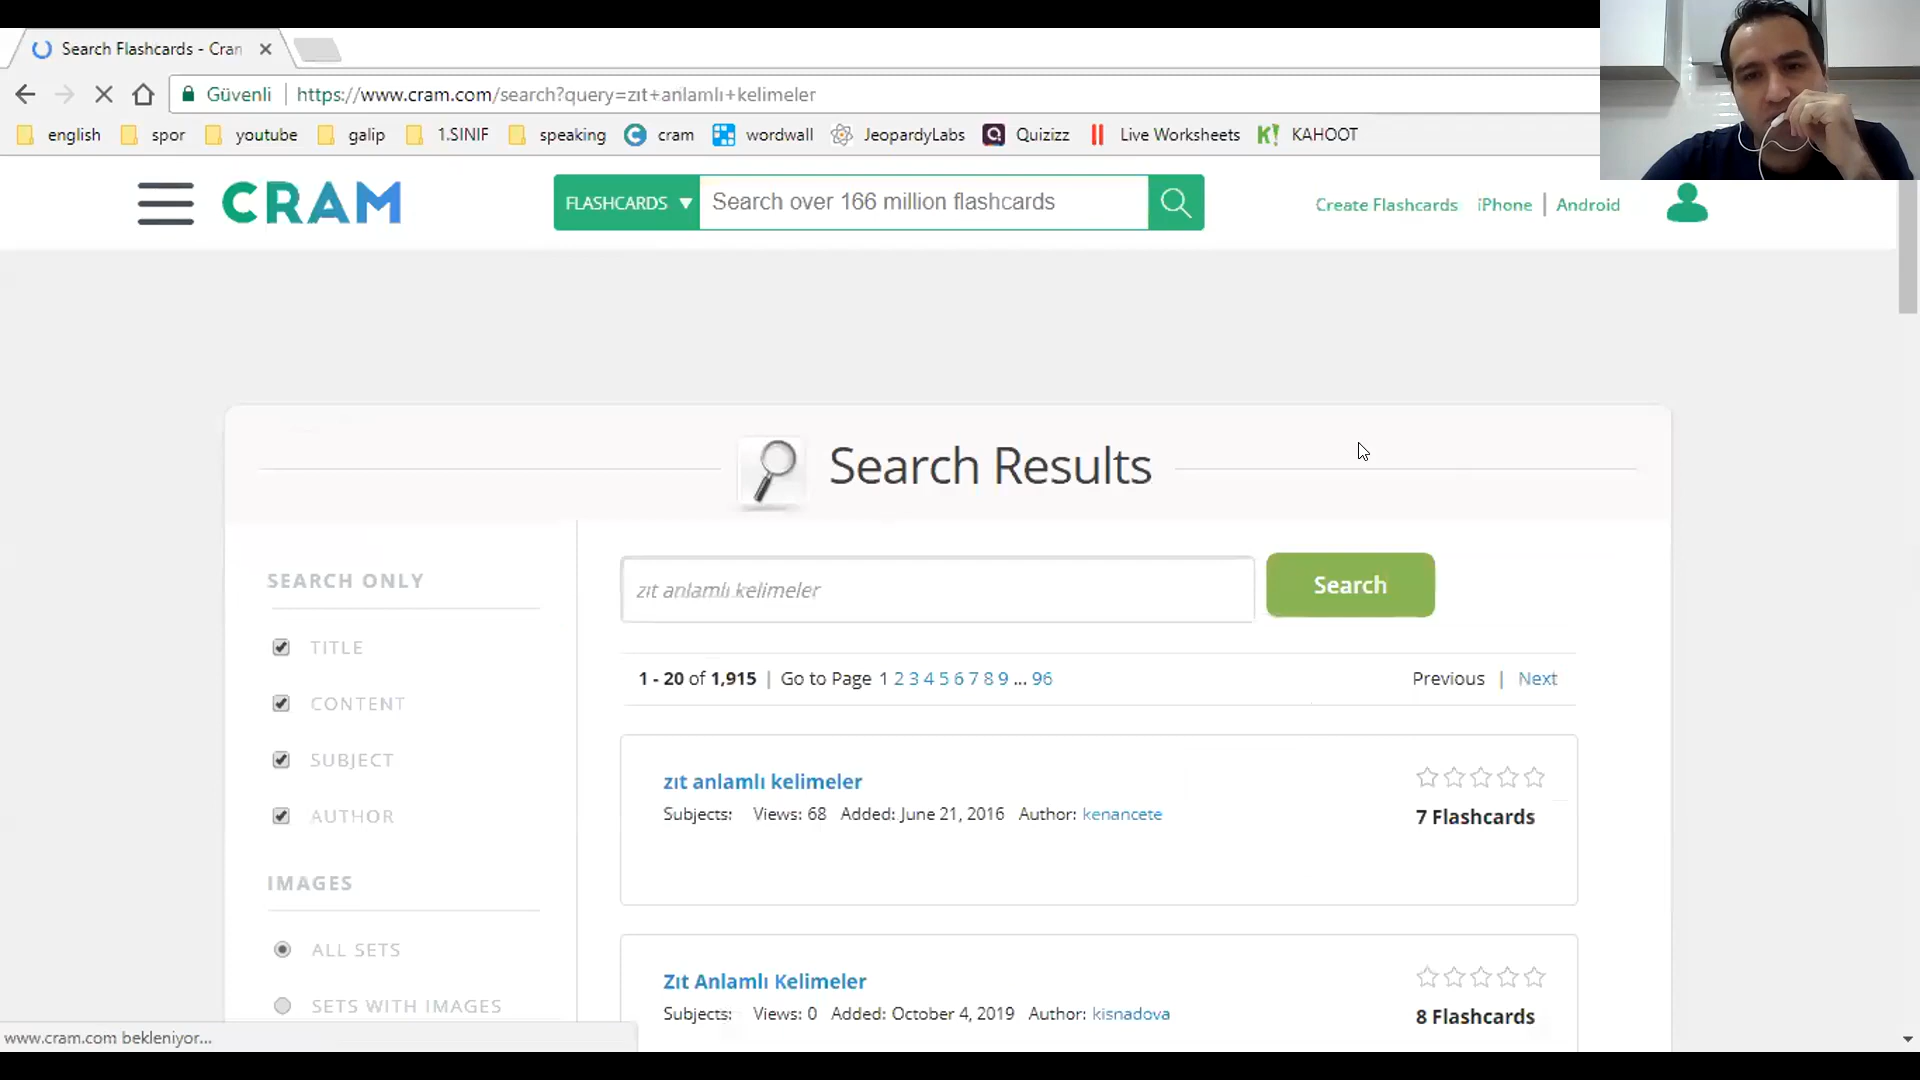 Search Flashcards - Cran
Güvenli https://www.cram.com/search?query=zıt+anlamlı+kelimeler
english spor youtube galip 1.SINIF speaking cram wordwall JeopardyLabs Quizizz Live Worksheets KAHOOT
CRAM FLASHCARDS ▼ Search over 166 million flashcards Create Flashcards iPhone | Android
Search Results
SEARCH ONLY
TITLE
CONTENT
SUBJECT
AUTHOR
IMAGES
ALL SETS
SETS WITH IMAGES
zıt anlamlı kelimeler Search
1 - 20 of 1,915 | Go to Page 1 2 3 4 5 6 7 8 9 ... 96 Previous | Next
zıt anlamlı kelimeler
Subjects: Views: 68 Added: June 21, 2016 Author: kenancete
7 Flashcards
Zıt Anlamlı Kelimeler
Subjects: Views: 0 Added: October 4, 2019 Author: kisnadova
8 Flashcards
www.cram.com bekleniyor...